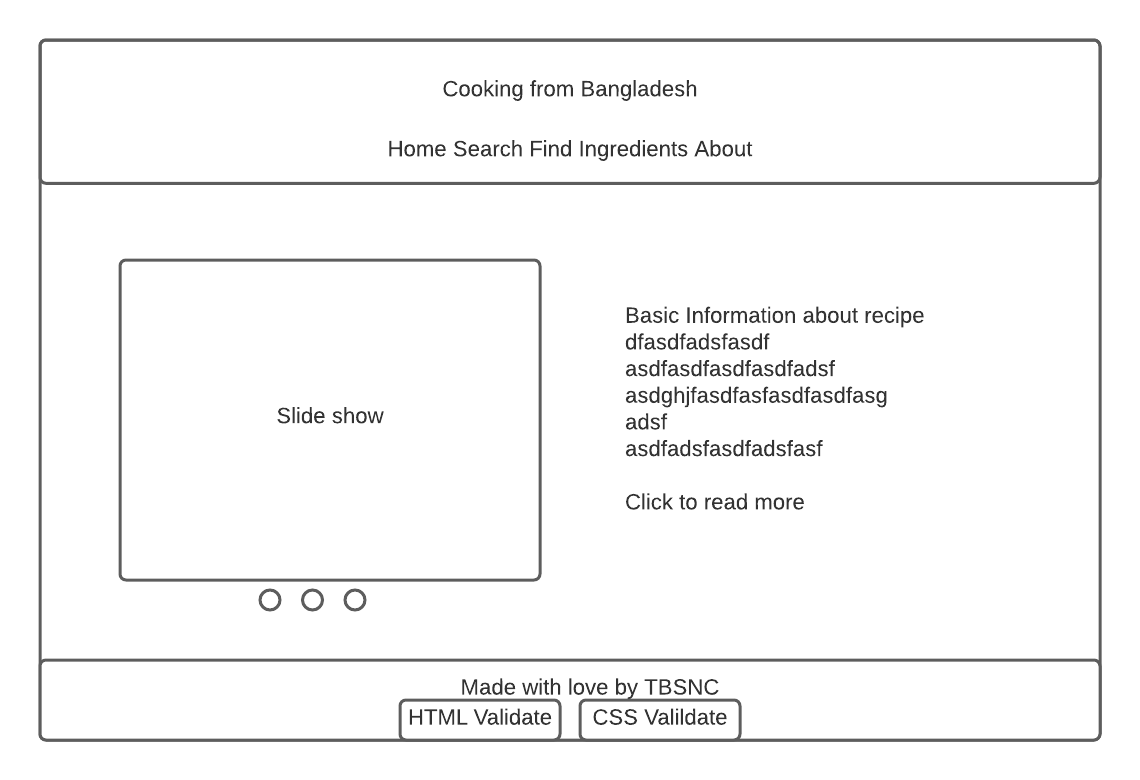 Cooking from Bangladesh
Home Search Find Ingredients About
Slide show
Basic Information about recipe
dfasdfadsfasdf
asdfasdfasdfasdfadsf
asdghjfasdfasfasdfasdfasg
adsf
asdfadsfasdfadsfasf
Click to read more
Made with love by TBSNC
HTML Validate
CSS Valildate